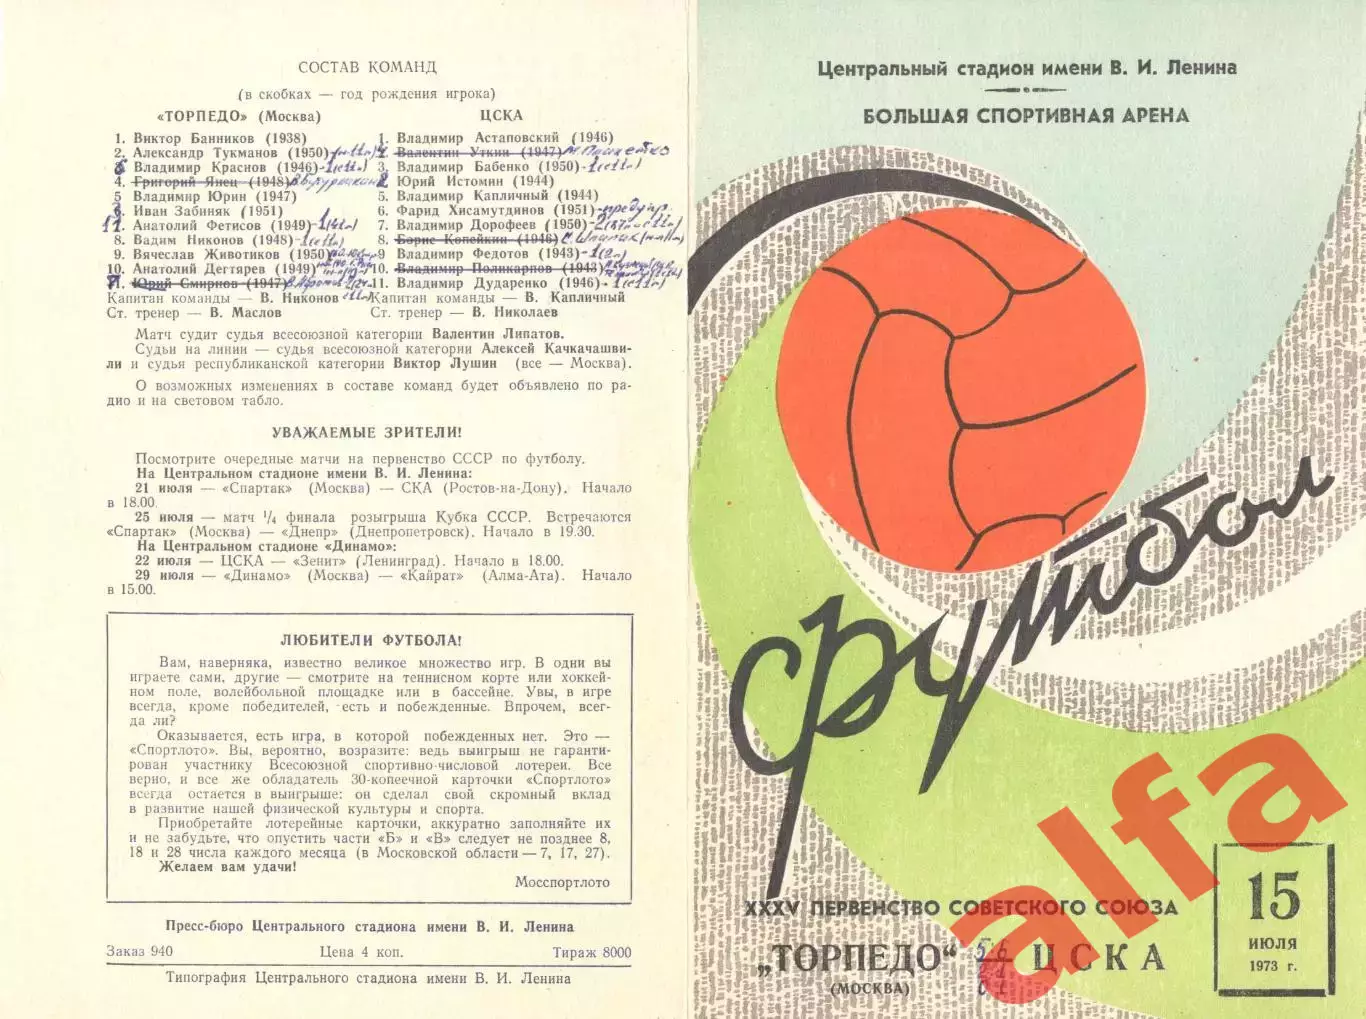 СОСТАВ КОМАНД
(в скобках — год рождения игрока)
«ТОРПЕДО» (Москва)
1. Виктор Банников (1938)
2. Александр Тукманов (1950)
Владимир Краснов (1946)
4. Григорий Янец (1948)
5 Владимир Юрин (1947)
Иван Забиняк (1951)
Анатолий Фетисов (1949)
8. Вадим Никонов (1948)
9. Вячеслав Животиков (1950)
10. Анатолий Дегтярев (1949)
Юрий Смирнов (1947)
Капитан команды — В. Никонов
Ст. тренер — В. Маслов
ЦСКА
1. Владимир Астаповский (1946)
2. Валентин Уткин (1947)
3. Владимир Бабенко (1950)
Юрий Истомин (1944)
5. Владимир Капличный (1944)
6. Фарид Хисамутдинов (1951)
7. Владимир Дорофеев (1950)
8. Борис Копейкин (1946)
9 Владимир Федотов (1943)
10. Владимир Поликарпов (1943)
11. Владимир Дударенко (1946)
Капитан команды — В. Капличный
Ст. тренер — В. Николаев
Матч судит судья всесоюзной категории Валентин Липатов.
Судьи на линии — судья всесоюзной категории Алексей Качкачашви-
ли и судья республиканской категории Виктор Лушин (все — Москва).
О возможных изменениях в составе команд будет объявлено по ра-
дио и на световом табло.
УВАЖАЕМЫЕ ЗРИТЕЛИ!
Посмотрите очередные матчи на первенство СССР по футболу.
На Центральном стадионе имени В. И. Ленина:
21 июля — «Спартак» (Москва) — СКА (Ростов-на-Дону). Начало
в 18.00.
25 июля — матч 1/4 финала розыгрыша Кубка СССР. Встречаются
«Спартак» (Москва) — «Днепр» (Днепропетровск). Начало в 19.30.
На Центральном стадионе «Динамо»:
22 июля — ЦСКА — «Зенит» (Ленинград). Начало в 18.00.
29 июля — «Динамо» (Москва) — «Кайрат» (Алма-Ата). Начало
в 15.00.
ЛЮБИТЕЛИ ФУТБОЛА!
Вам, наверняка, известно великое множество игр. В одни вы
играете сами, другие — смотрите на теннисном корте или хоккей-
ном поле, волейбольной площадке или в бассейне. Увы, в игре
всегда, кроме победителей, есть и побежденные. Впрочем, всег-
да ли?
Оказывается, есть игра, в которой побежденных нет. Это —
«Спортлото». Вы, вероятно, возразите: ведь выигрыш не гаранти-
рован участнику Всесоюзной спортивно-числовой лотереи. Все
верно, и все же обладатель 30-копеечной карточки «Спортлото»
всегда остается в выигрыше: он сделал свой скромный вклад
в развитие нашей физической культуры и спорта.
Приобретайте лотерейные карточки, аккуратно заполняйте их
и не забудьте, что опустить части «Б» и «В» следует не позднее 8,
18 и 28 числа каждого месяца (в Московской области — 7, 17, 27).
Желаем вам удачи!
Мосспортлото
Пресс-бюро Центрального стадиона имени В. И. Ленина
Заказ 940 Цена 4 коп. Тираж 8000
Типография Центрального стадиона имени В. И. Ленина
Центральный стадион имени В. И. Ленина
БОЛЬШАЯ СПОРТИВНАЯ АРЕНА
футбол
XXXV ПЕРВЕНСТВО СОВЕТСКОГО СОЮЗА
„ТОРПЕДО“ ЦСКА
(МОСКВА)
15
ИЮЛЯ
1973 г.
alfa